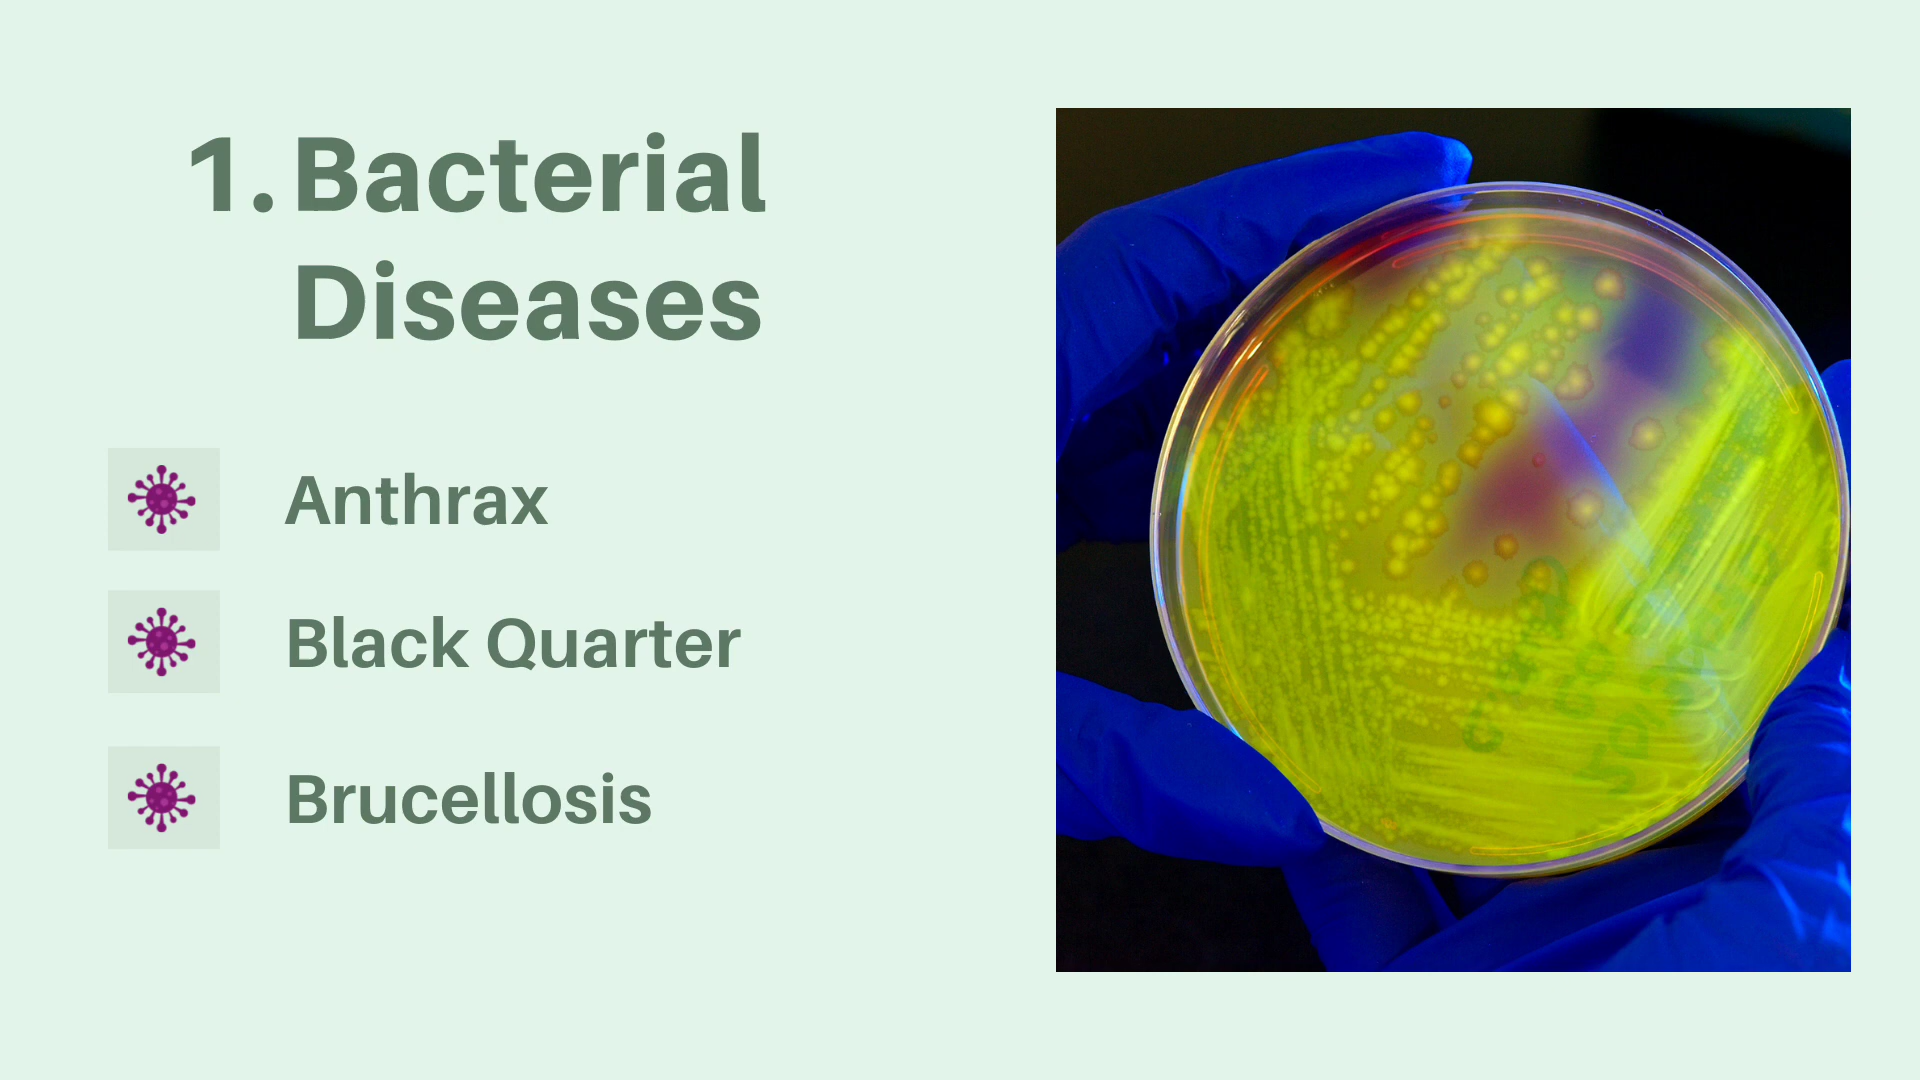 1. Bacterial
Diseases
Anthrax
Black Quarter
Brucellosis